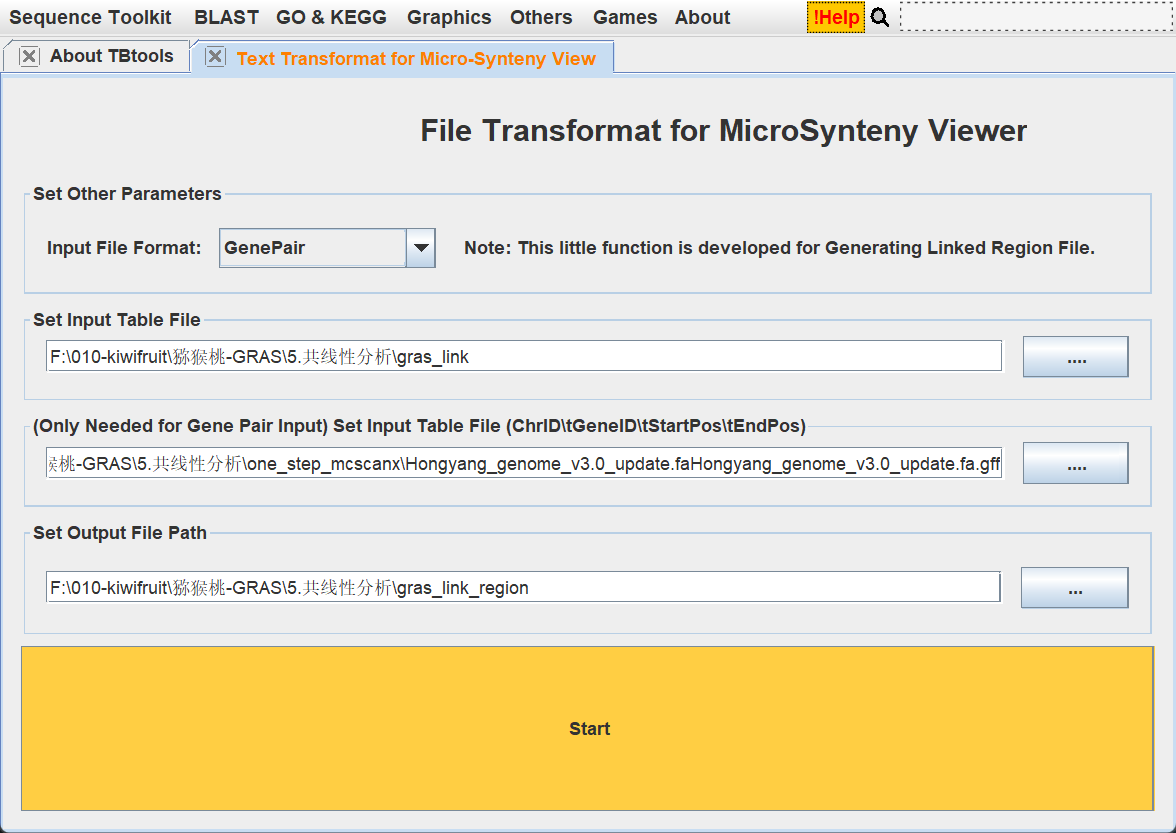 Sequence Toolkit BLAST GO & KEGG Graphics Others Games About !Help
About TBtools Text Transformat for Micro-Synteny View
File Transformat for MicroSynteny Viewer
Set Other Parameters
Input File Format: GenePair Note: This little function is developed for Generating Linked Region File.
Set Input Table File
F:\010-kiwifruit\猕猴桃-GRAS\5.共线性分析\gras_link ....
(Only Needed for Gene Pair Input) Set Input Table File (ChrID\tGeneID\tStartPos\tEndPos)
桃-GRAS\5.共线性分析\one_step_mcscanx\Hongyang_genome_v3.0_update.faHongyang_genome_v3.0_update.fa.gff ....
Set Output File Path
F:\010-kiwifruit\猕猴桃-GRAS\5.共线性分析\gras_link_region ...
Start